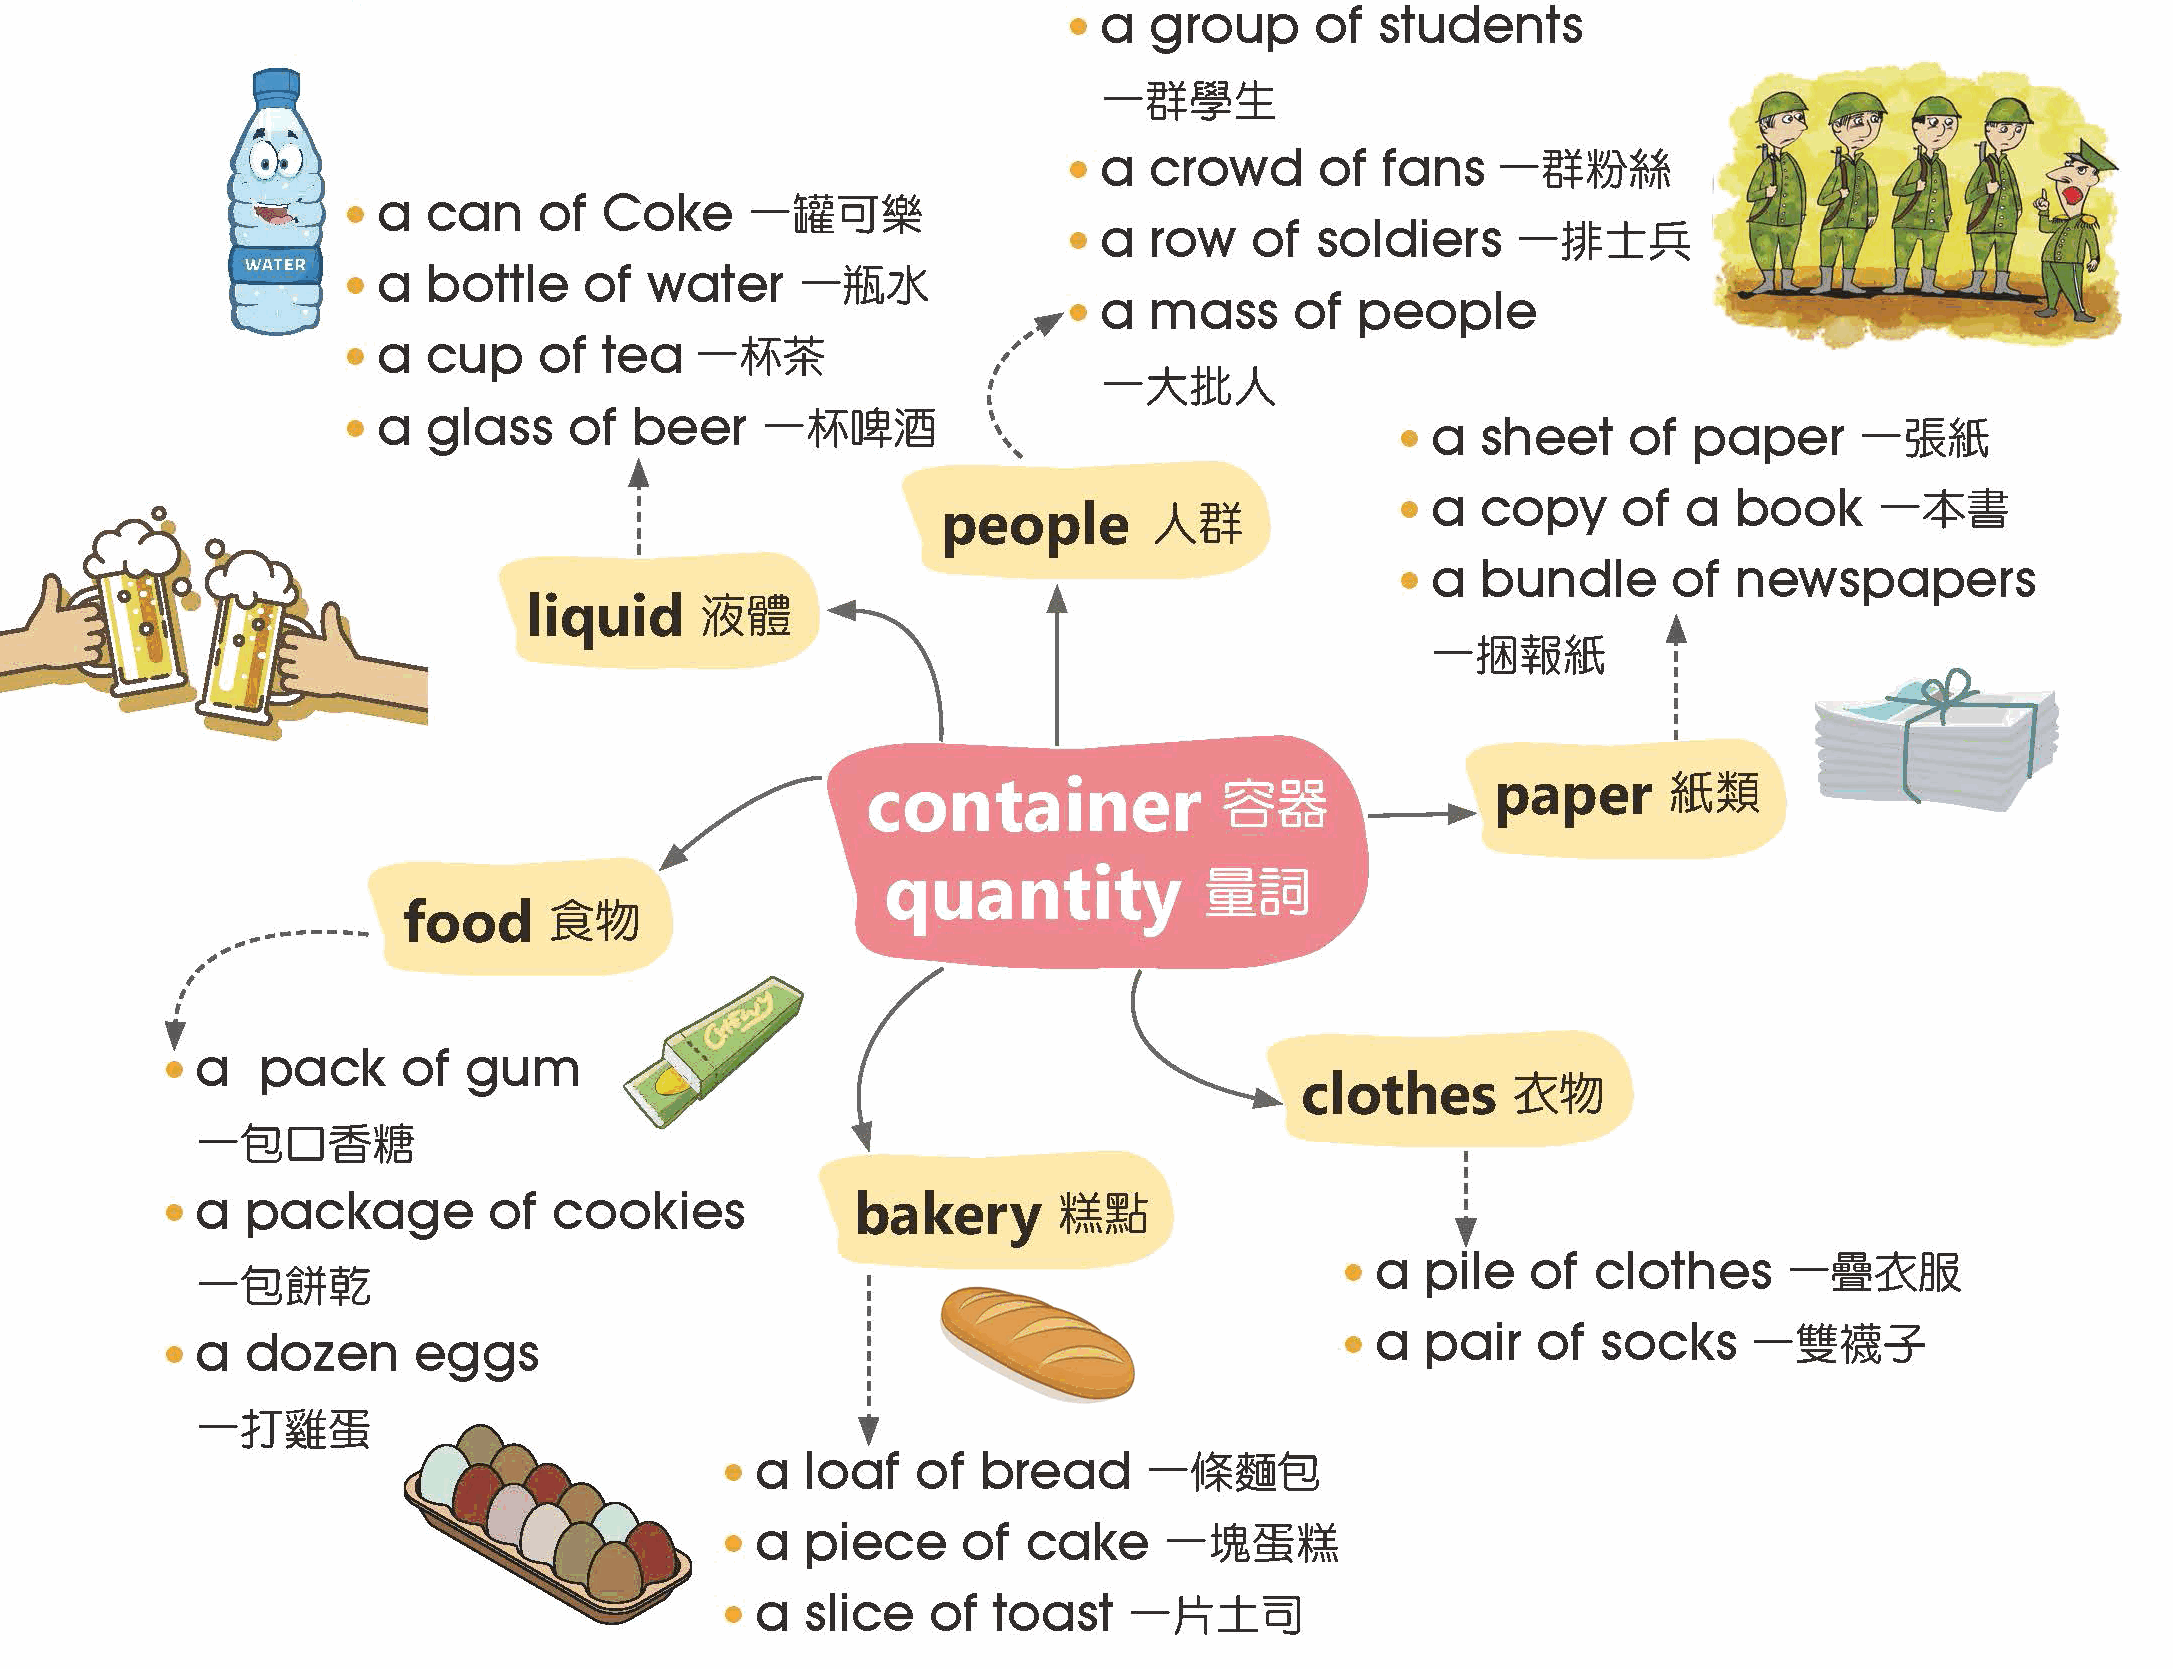 a group of students
一群學生
a crowd of fans 一群粉絲
a row of soldiers 一排士兵
a mass of people
一大批人
people 人群
WATER
a can of Coke 一罐可樂
a bottle of water 一瓶水
a cup of tea 一杯茶
a glass of beer 一杯啤酒
liquid 液體
a sheet of paper 一張紙
a copy of a book 一本書
a bundle of newspapers
一捆報紙
paper 紙類
container 容器
quantity 量詞
food 食物
a pack of gum
一包口香糖
a package of cookies
一包餅乾
a dozen eggs
一打雞蛋
CHEWY
bakery 糕點
a loaf of bread 一條麵包
a piece of cake 一塊蛋糕
a slice of toast 一片土司
clothes 衣物
a pile of clothes 一疊衣服
a pair of socks 一雙襪子